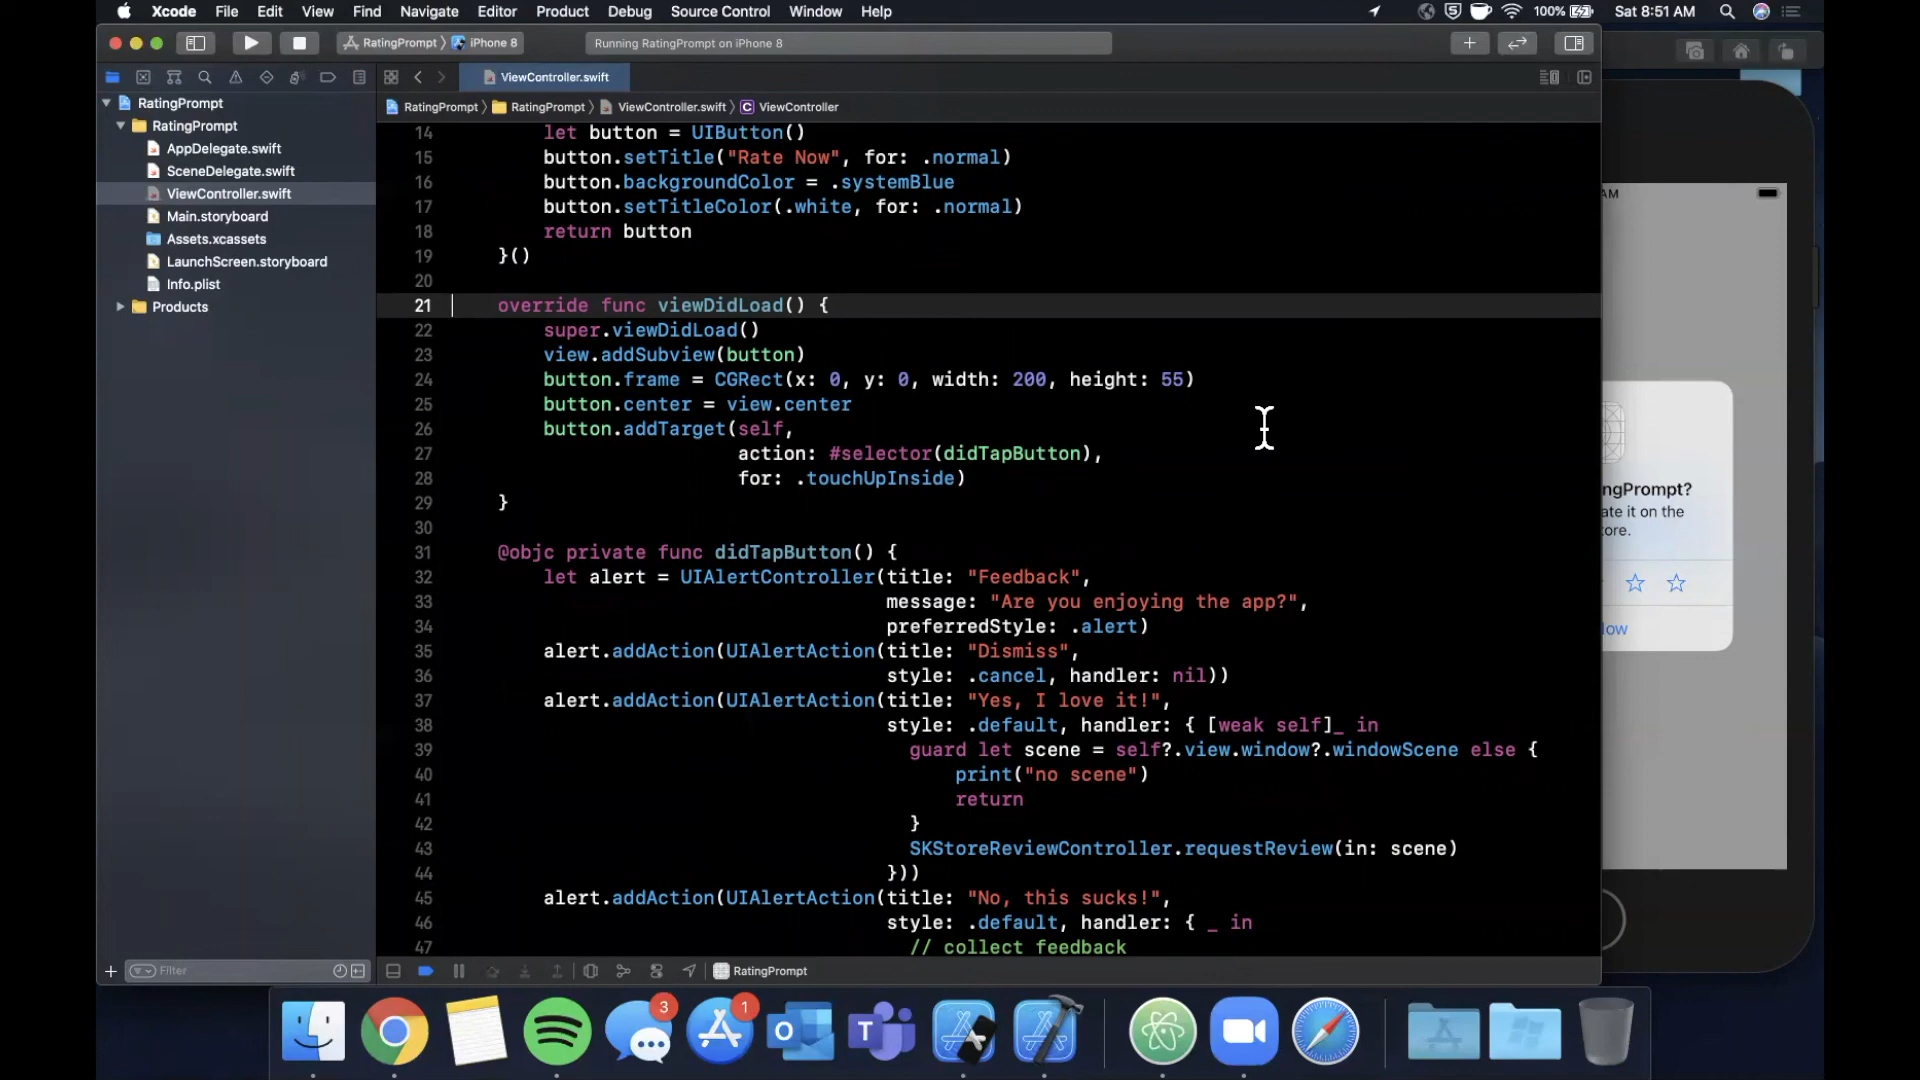 Xcode File Edit View Find Navigate Editor Product Debug Source Control Window Help 100% Sat 8:51 AM
RatingPrompt iPhone 8 Running RatingPrompt on iPhone 8
ViewController.swift
RatingPrompt RatingPrompt ViewController.swift C ViewController
RatingPrompt
RatingPrompt
AppDelegate.swift
SceneDelegate.swift
ViewController.swift
Main.storyboard
Assets.xcassets
LaunchScreen.storyboard
Info.plist
Products
14 let button = UIButton()
15 button.setTitle("Rate Now", for: .normal)
16 button.backgroundColor = .systemBlue
17 button.setTitleColor(.white, for: .normal)
18 return button
19 }()
20
21 override func viewDidLoad() {
22 super.viewDidLoad()
23 view.addSubview(button)
24 button.frame = CGRect(x: 0, y: 0, width: 200, height: 55)
25 button.center = view.center
26 button.addTarget(self,
27 action: #selector(didTapButton),
28 for: .touchUpInside)
29 }
30
31 @objc private func didTapButton() {
32 let alert = UIAlertController(title: "Feedback",
33 message: "Are you enjoying the app?",
34 preferredStyle: .alert)
35 alert.addAction(UIAlertAction(title: "Dismiss",
36 style: .cancel, handler: nil))
37 alert.addAction(UIAlertAction(title: "Yes, I love it!",
38 style: .default, handler: { [weak self]_ in
39 guard let scene = self?.view.window?.windowScene else {
40 print("no scene")
41 return
42 }
43 SKStoreReviewController.requestReview(in: scene)
44 }))
45 alert.addAction(UIAlertAction(title: "No, this sucks!",
46 style: .default, handler: { _ in
47 // collect feedback
AM
ngPrompt?
ate it on the
ore.
low
Filter
RatingPrompt
3
1